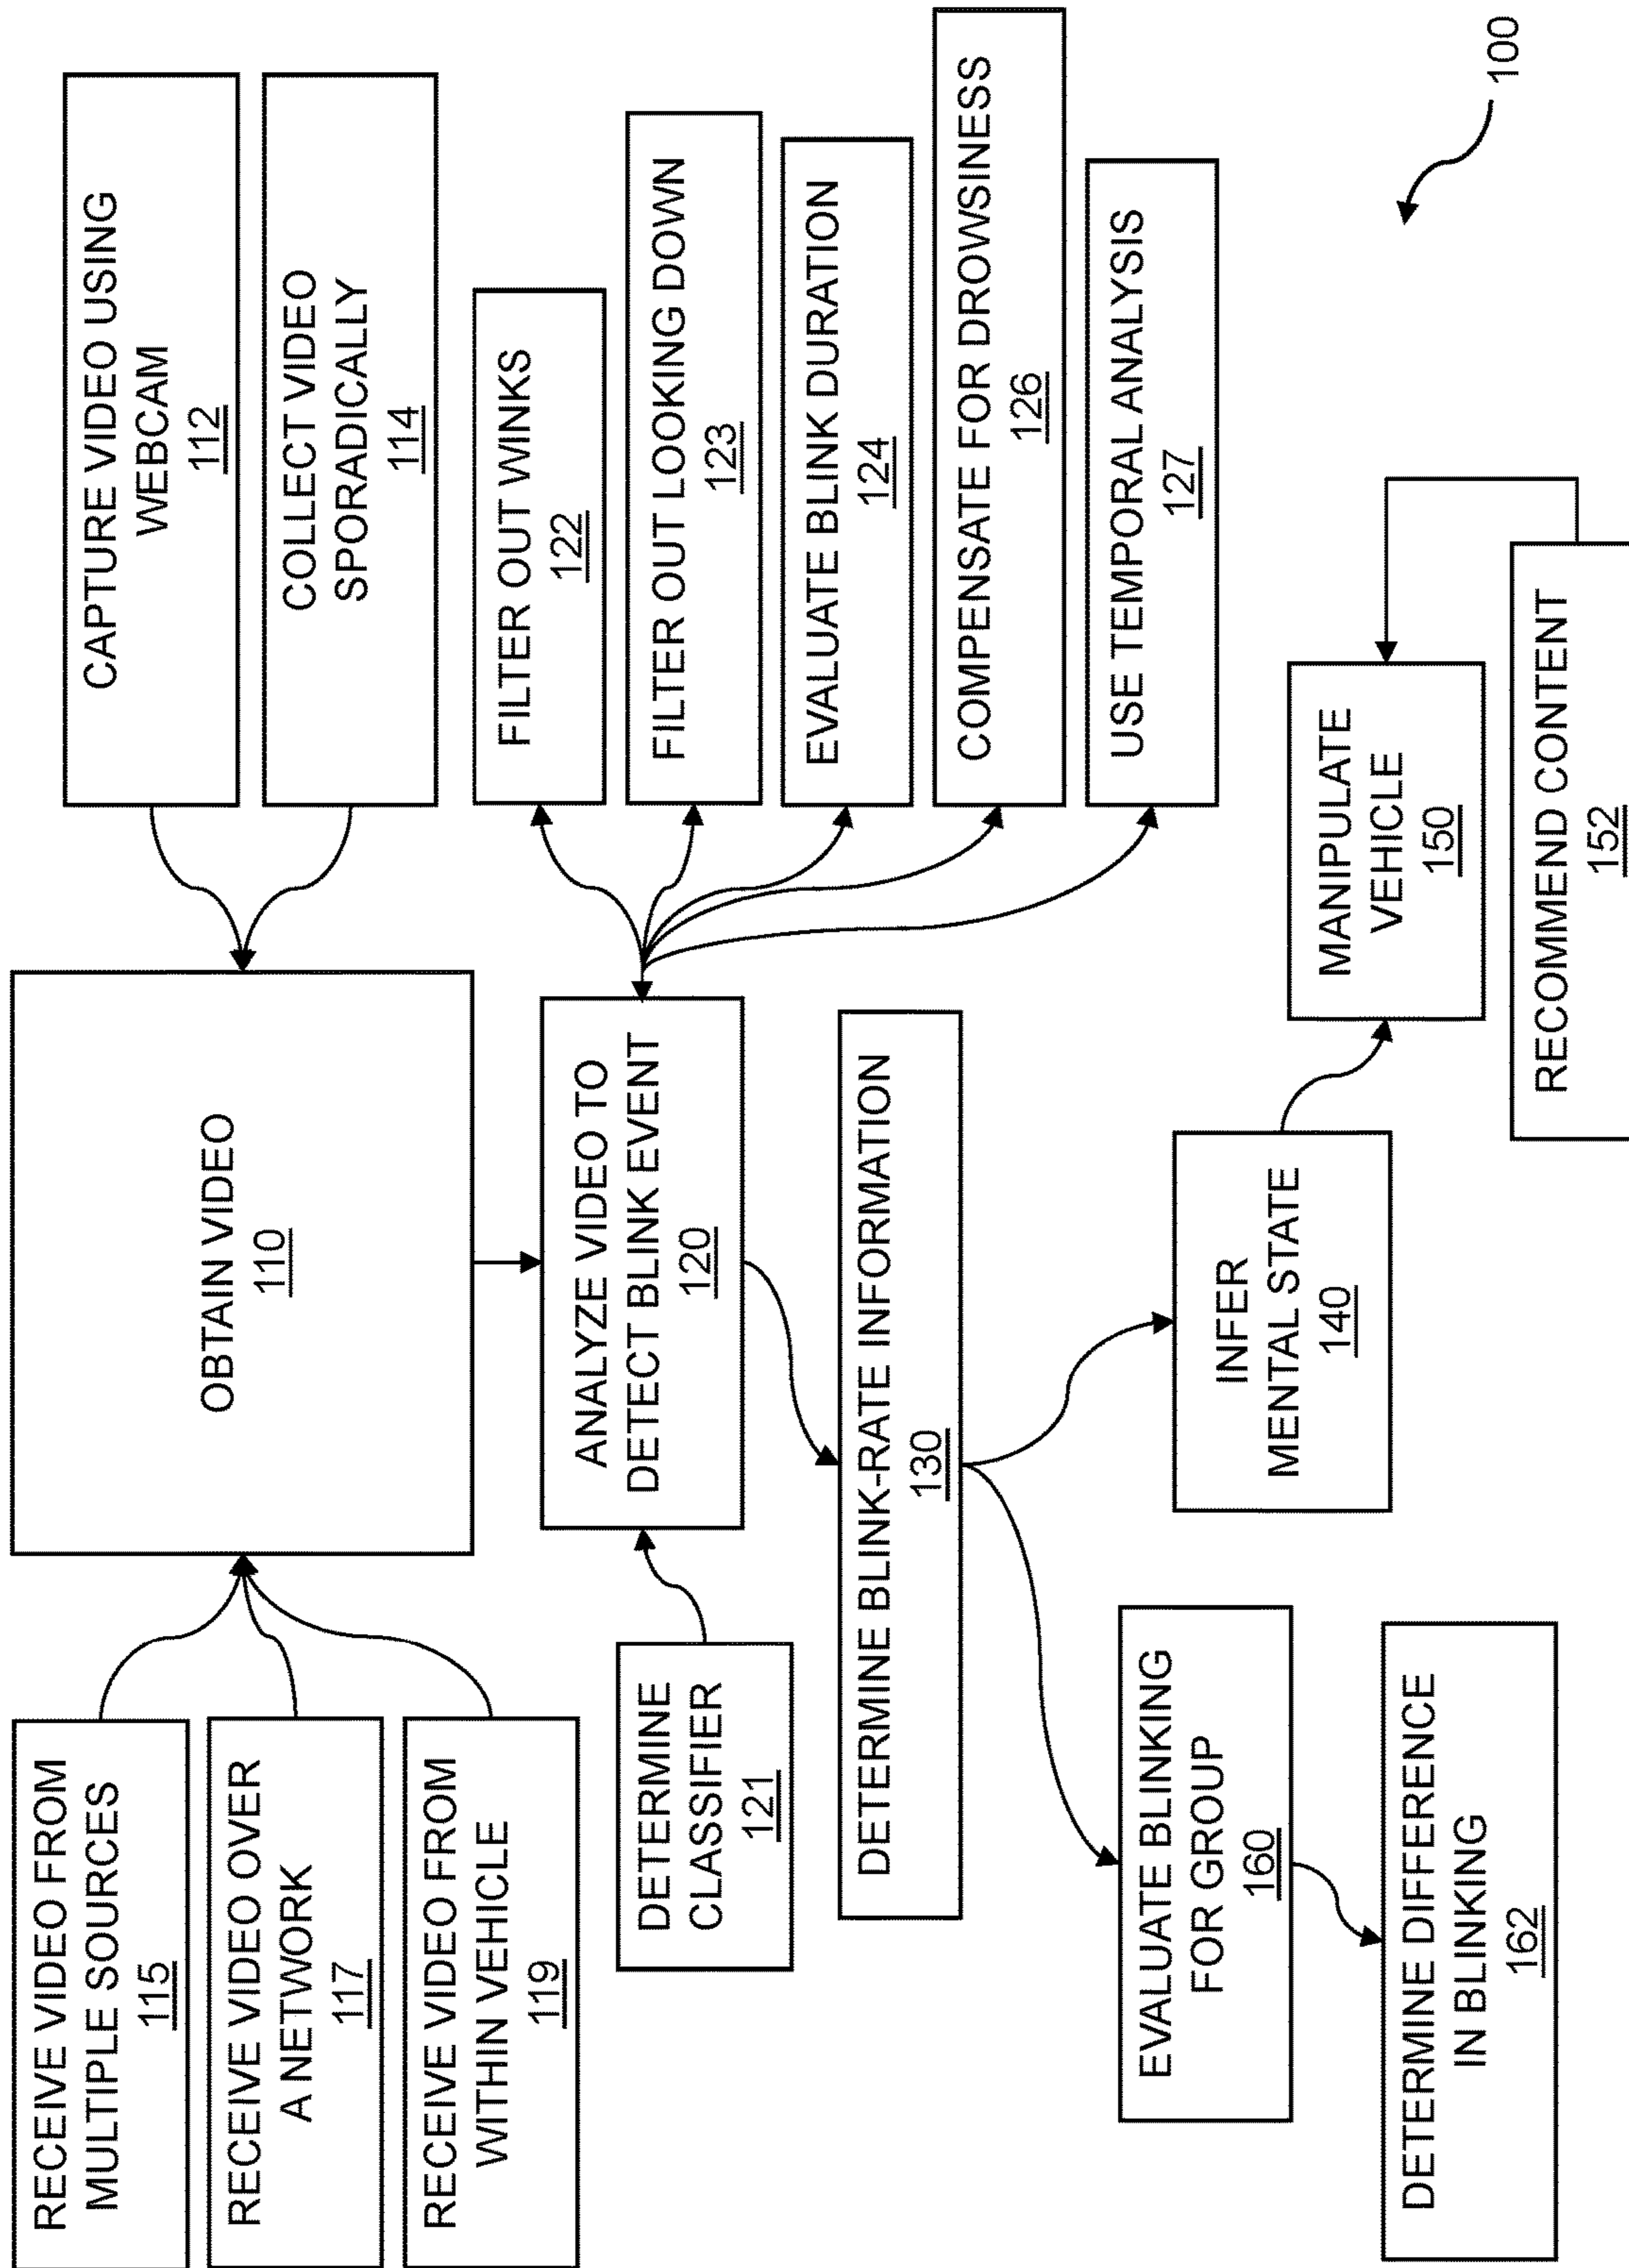 RECEIVE VIDEO FROM
MULTIPLE SOURCES
115
RECEIVE VIDEO OVER
A NETWORK
117
RECEIVE VIDEO FROM
WITHIN VEHICLE
119
OBTAIN VIDEO
110
CAPTURE VIDEO USING
WEBCAM
112
COLLECT VIDEO
SPORADICALLY
114
DETERMINE
CLASSIFIER
121
ANALYZE VIDEO TO
DETECT BLINK EVENT
120
FILTER OUT WINKS
122
FILTER OUT LOOKING DOWN
123
EVALUATE BLINK DURATION
124
COMPENSATE FOR DROWSINESS
126
USE TEMPORAL ANALYSIS
127
DETERMINE BLINK-RATE INFORMATION
130
EVALUATE BLINKING
FOR GROUP
160
DETERMINE DIFFERENCE
IN BLINKING
162
INFER
MENTAL STATE
140
MANIPULATE
VEHICLE
150
RECOMMEND CONTENT
152
100